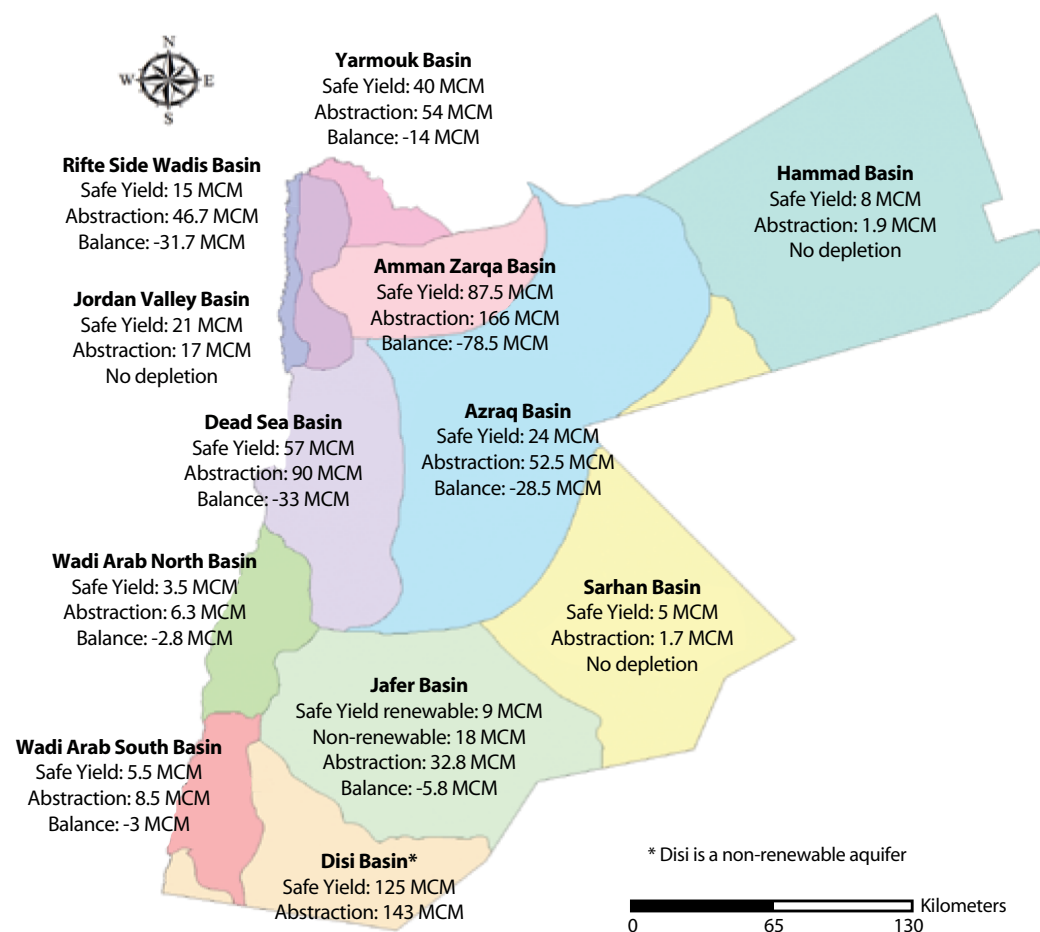 N
W
E
S
Yarmouk Basin
Safe Yield: 40 MCM
Abstraction: 54 MCM
Balance: -14 MCM
Rifte Side Wadis Basin
Safe Yield: 15 MCM
Abstraction: 46.7 MCM
Balance: -31.7 MCM
Hammad Basin
Safe Yield: 8 MCM
Abstraction: 1.9 MCM
No depletion
Amman Zarqa Basin
Safe Yield: 87.5 MCM
Abstraction: 166 MCM
Balance: -78.5 MCM
Jordan Valley Basin
Safe Yield: 21 MCM
Abstraction: 17 MCM
No depletion
Dead Sea Basin
Safe Yield: 57 MCM
Abstraction: 90 MCM
Balance: -33 MCM
Azraq Basin
Safe Yield: 24 MCM
Abstraction: 52.5 MCM
Balance: -28.5 MCM
Wadi Arab North Basin
Safe Yield: 3.5 MCM
Abstraction: 6.3 MCM
Balance: -2.8 MCM
Sarhan Basin
Safe Yield: 5 MCM
Abstraction: 1.7 MCM
No depletion
Jafer Basin
Safe Yield renewable: 9 MCM
Non-renewable: 18 MCM
Abstraction: 32.8 MCM
Balance: -5.8 MCM
Wadi Arab South Basin
Safe Yield: 5.5 MCM
Abstraction: 8.5 MCM
Balance: -3 MCM
Disi Basin*
Safe Yield: 125 MCM
Abstraction: 143 MCM
* Disi is a non-renewable aquifer
Kilometers
0 65 130